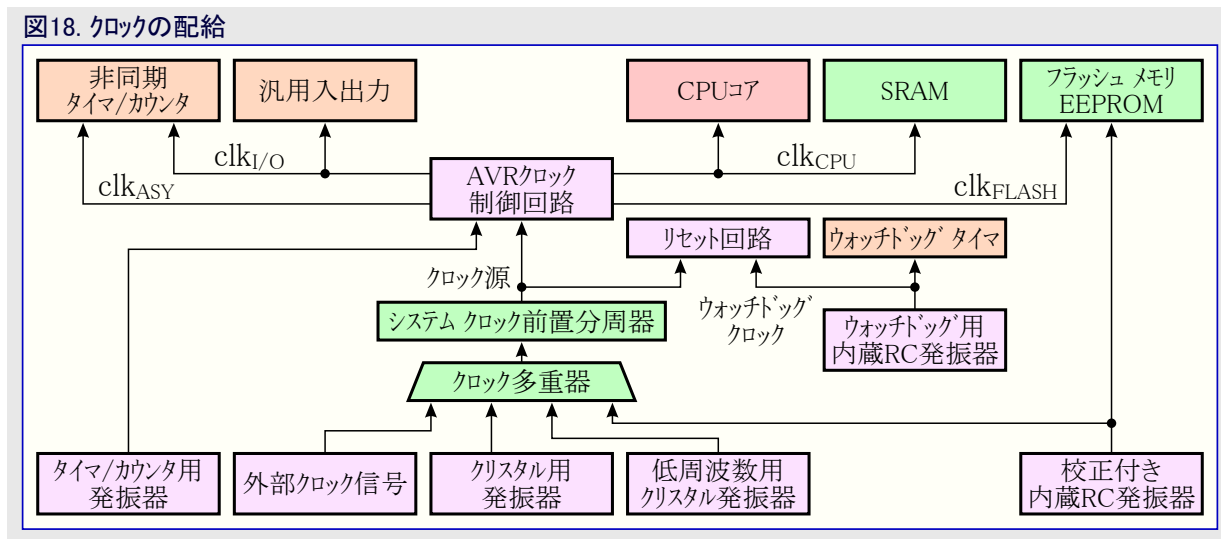 図18. クロックの配給
非同期
タイマ/カウンタ
汎用入出力
CPUコア
SRAM
フラッシュ メモリ
EEPROM
clkI/O
clkCPU
clkASY
AVRクロック
制御回路
clkFLASH
リセット回路
ウォッチドッグ タイマ
クロック源
ウォッチドッグ
クロック
システム クロック前置分周器
ウォッチドッグ用
内蔵RC発振器
クロック多重器
タイマ/カウンタ用
発振器
外部クロック信号
クリスタル用
発振器
低周波数用
クリスタル発振器
校正付き
内蔵RC発振器